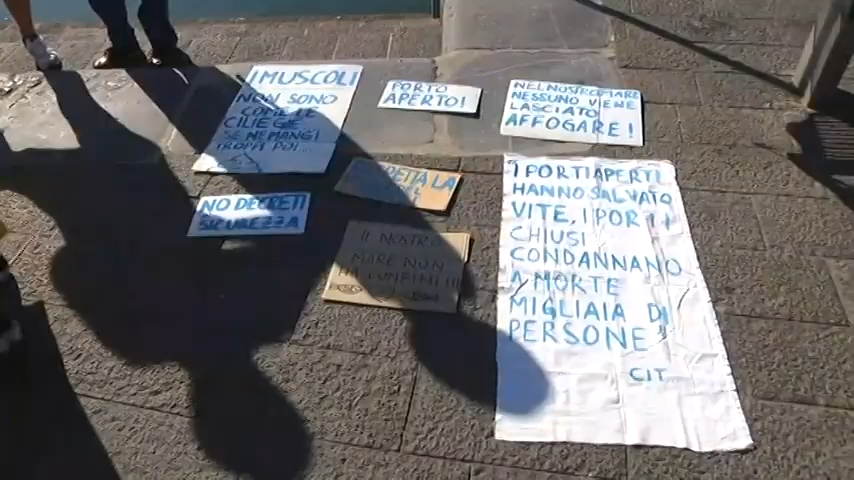 I MUSCOLI
NON SONO
COME LE
CILIEGIE
SE NE MANGI
TROPPI POI...
PORTO
APERTO!
NEL NOSTRO MARE
NESSUNO VIENE
LASCIATO
AFFOGARE!
NO DECRETI
SICUREZZA
LA
IL NOSTRO
MARE NON
HA CONFINI!!!
"I PORTI APERTI
HANNO SALVATO
VITE, I PORTI
CHIUSI
CONDANNANO
A MORTE
MIGLIAIA DI
PERSONE"
CIT...